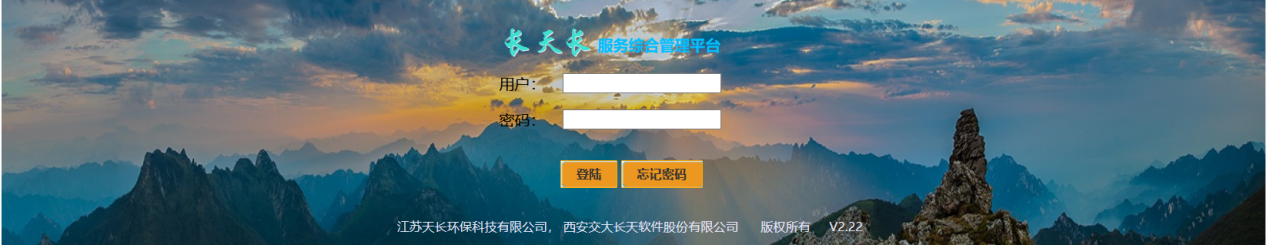 长天长 服务综合管理平台
用户：
密码：
登陆 忘记密码
江苏天长环保科技有限公司， 西安交大长天软件股份有限公司 版权所有 V2.22